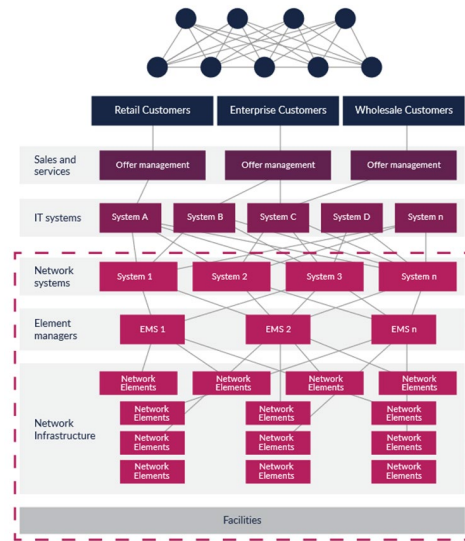 Retail Customers
Enterprise Customers
Wholesale Customers
Sales and
services
Offer management
Offer management
Offer management
IT systems
System A
System B
System C
System D
System n
Network
systems
System 1
System 2
System 3
System n
Element
managers
EMS 1
EMS 2
EMS n
Network
Infrastructure
Network
Elements
Network
Elements
Network
Elements
Network
Elements
Network
Elements
Network
Elements
Network
Elements
Network
Elements
Network
Elements
Network
Elements
Network
Elements
Network
Elements
Network
Elements
Facilities